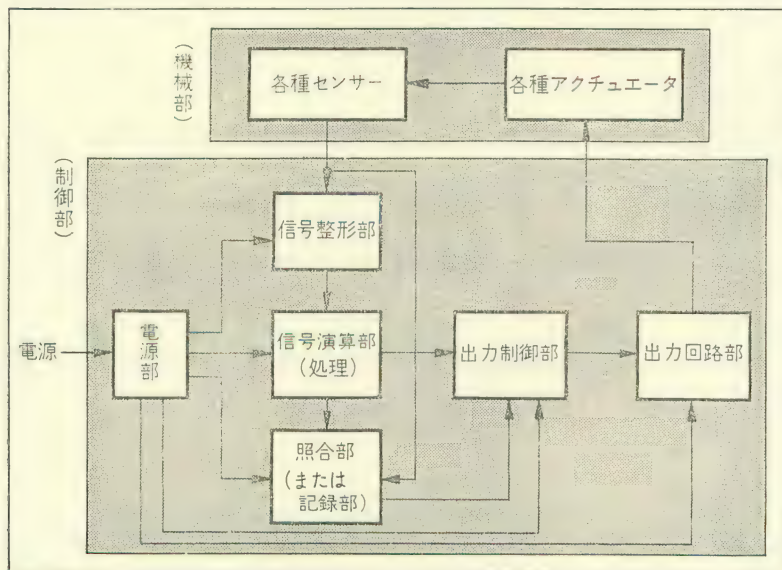 (機械部)
各種センサー
各種アクチュエータ
(制御部)
信号整形部
電源
電源部
信号演算部
(処理)
出力制御部
出力回路部
照合部
(または
記録部)